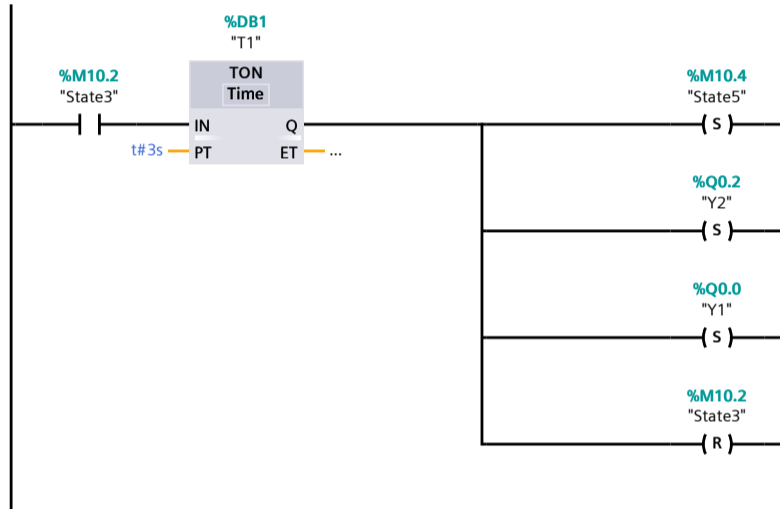 %DB1
"T1"
%M10.2
"State3"
TON
Time
IN Q
t#3s PT ET ...
%M10.4
"State5"
S
%Q0.2
"Y2"
S
%Q0.0
"Y1"
S
%M10.2
"State3"
R